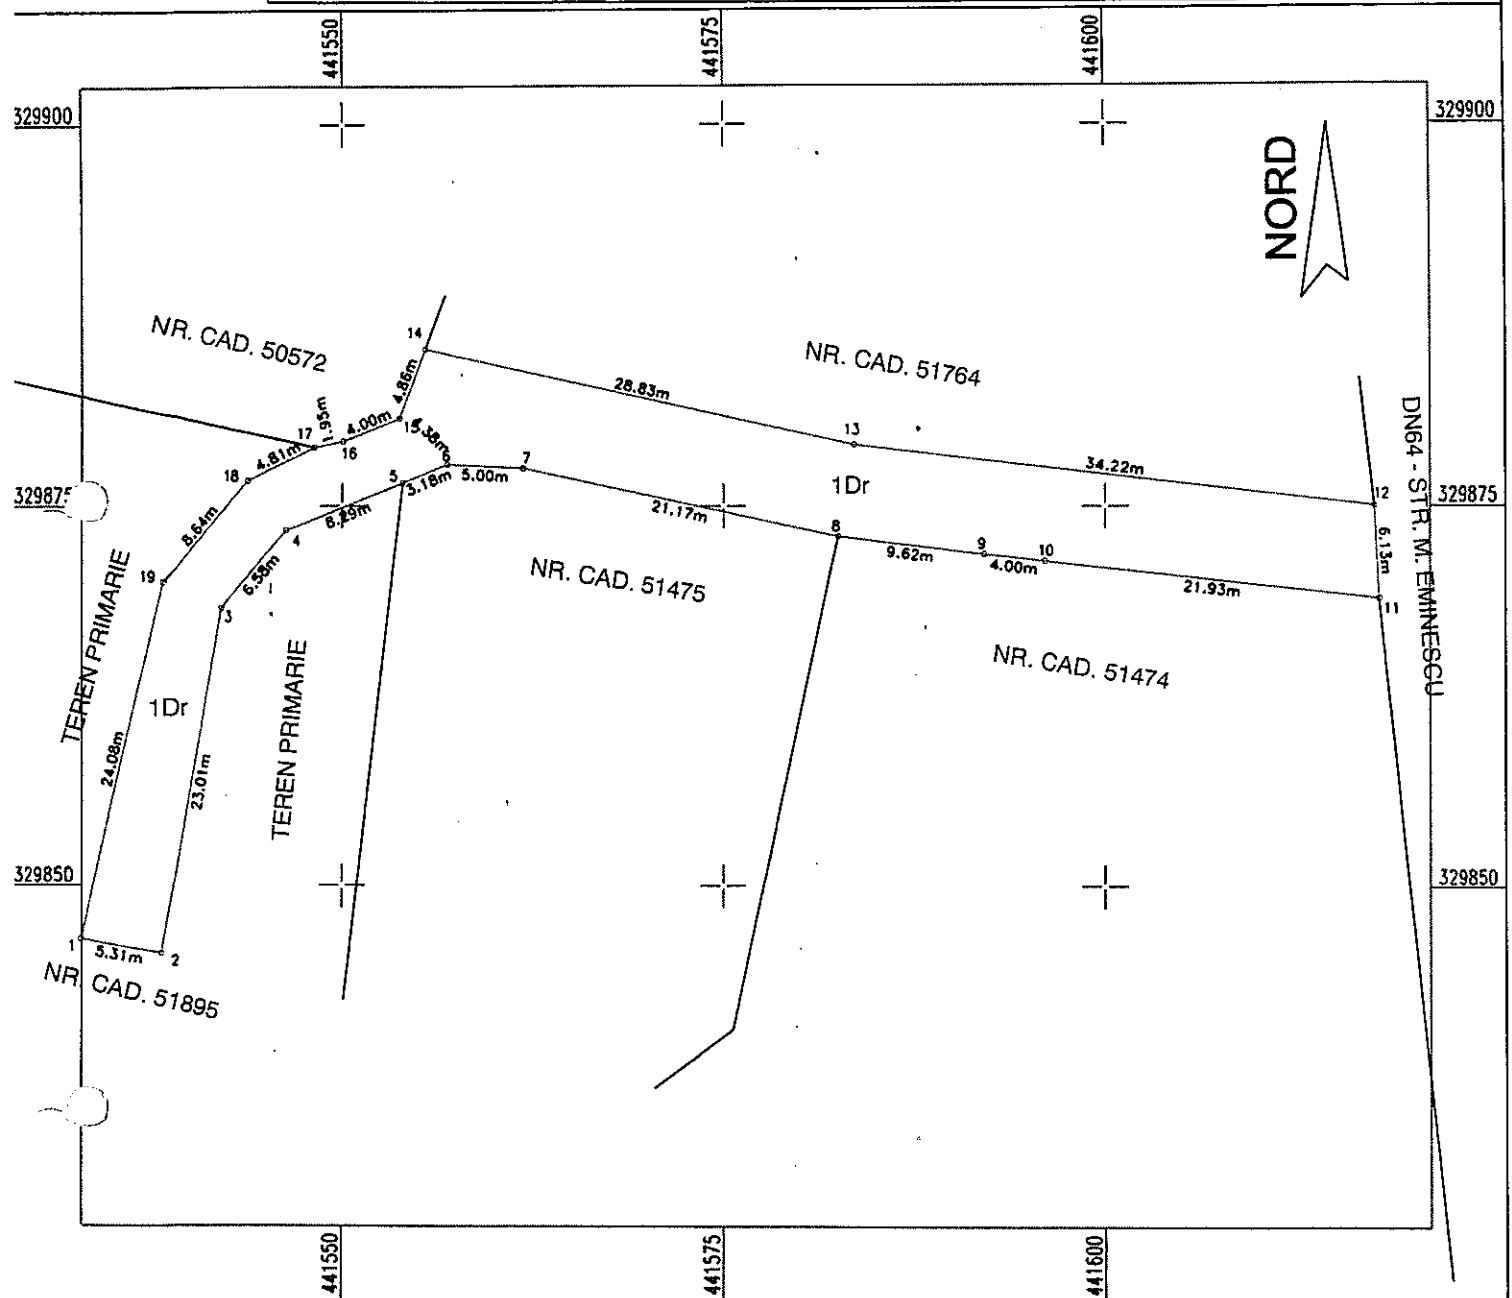 441550
441575
441600
329900
329900
NORD
14
NR. CAD. 50572
NR. CAD. 51764
4.86m
28.83m
1.95m
4.00m
17
15
16
13
4.81m
18
6
7
5
5.00m
3.18m
34.22m
12
329875
329875
1Dr
8.64m
8.29m
21.17m
8
4
9
10
6.13m
DN64 - STR. M. EMINESCU
9.62m
4.00m
21.93m
11
19
6.58m
3
NR. CAD. 51475
NR. CAD. 51474
TEREN PRIMARIE
TEREN PRIMARIE
1Dr
24.08m
23.01m
329850
329850
1
5.31m
2
NR. CAD. 51895
441550
441575
441600